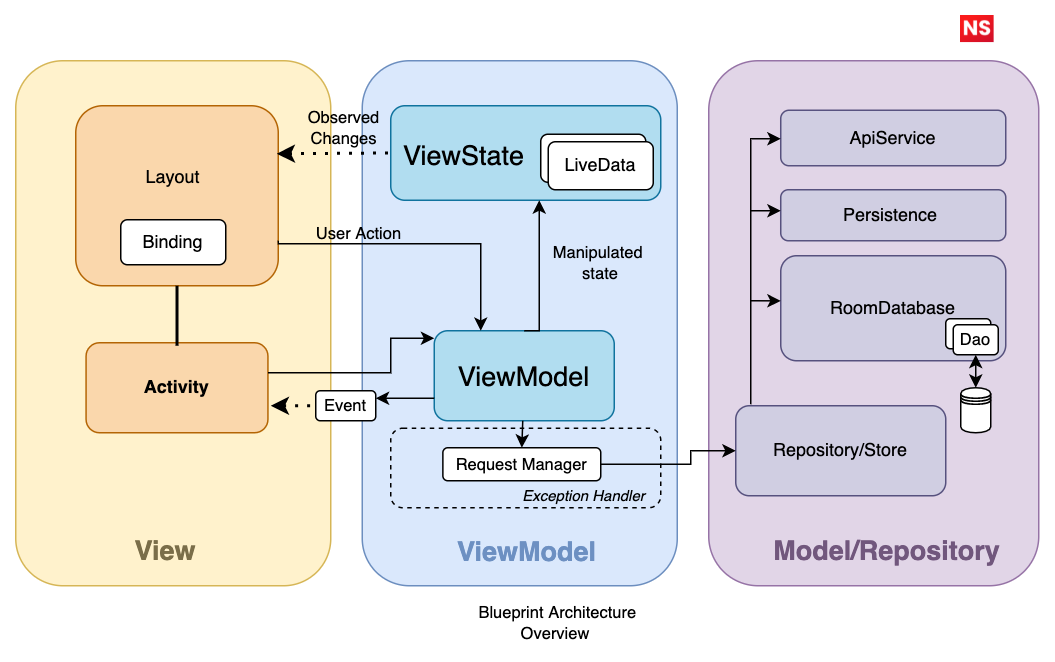 NS
Observed
Changes
Layout
Binding
User Action
Activity
Event
View
ViewState
LiveData
Manipulated
state
ViewModel
Request Manager
Exception Handler
ViewModel
ApiService
Persistence
RoomDatabase
Dao
Repository/Store
Model/Repository
Blueprint Architecture
Overview